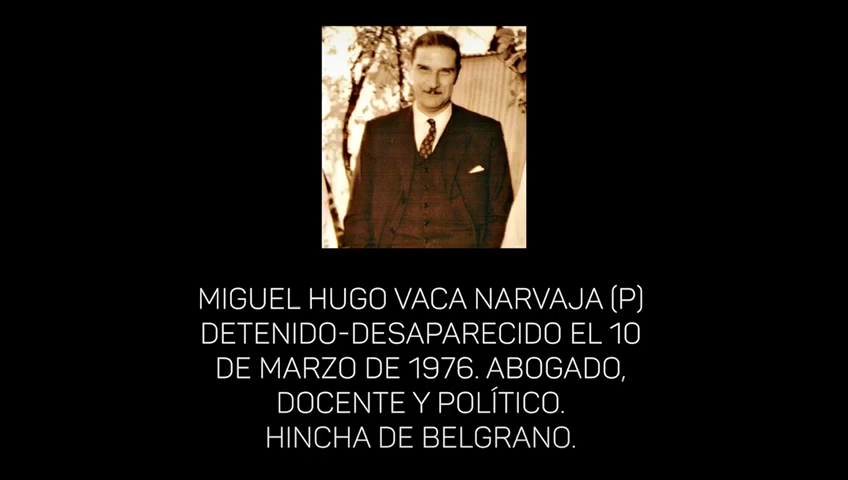 MIGUEL HUGO VACA NARVAJA (P)
DETENIDO-DESAPARECIDO EL 10
DE MARZO DE 1976. ABOGADO,
DOCENTE Y POLÍTICO.
HINCHA DE BELGRANO.